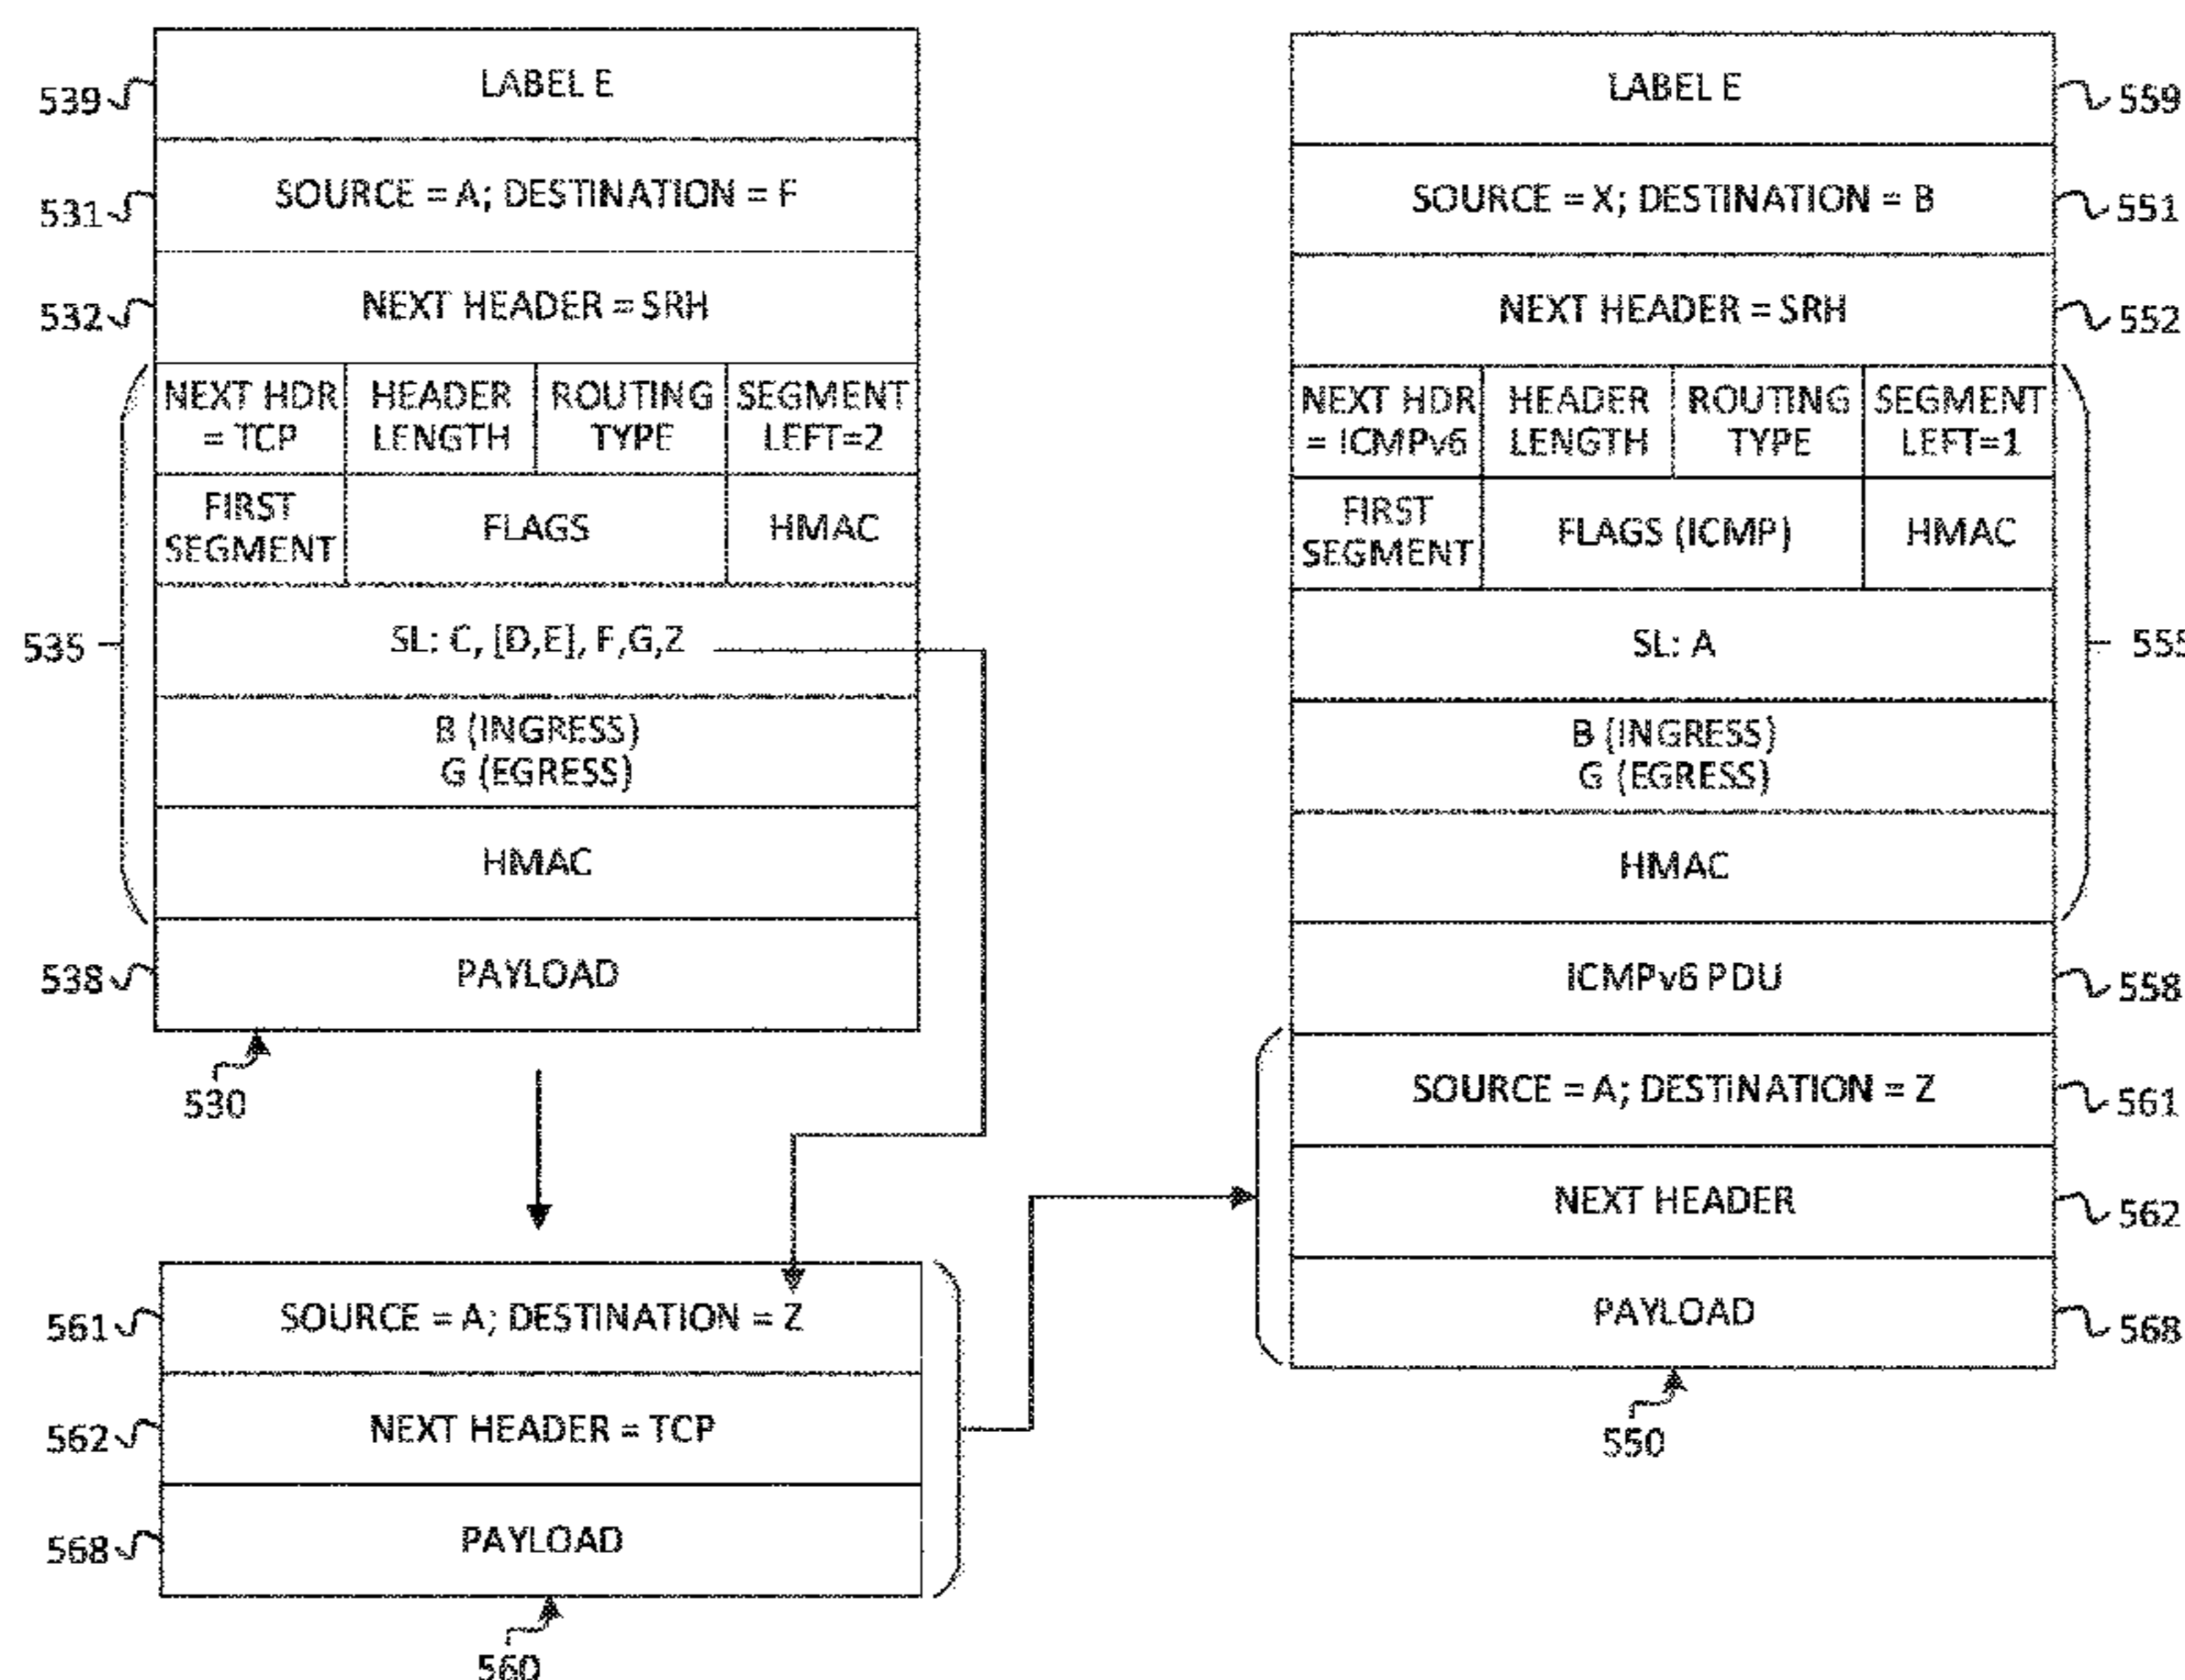 539
LABEL E
531
SOURCE = A; DESTINATION = F
532
NEXT HEADER = SRH
535
NEXT HDR
= TCP
HEADER
LENGTH
ROUTING
TYPE
SEGMENT
LEFT=2
FIRST
SEGMENT
FLAGS
HMAC
SL: C, [D,E], F,G,Z
B (INGRESS)
G (EGRESS)
HMAC
538
PAYLOAD
530
561
SOURCE = A; DESTINATION = Z
562
NEXT HEADER = TCP
568
PAYLOAD
560
LABEL E
559
SOURCE = X; DESTINATION = B
551
NEXT HEADER = SRH
552
NEXT HDR
= ICMPv6
HEADER
LENGTH
ROUTING
TYPE
SEGMENT
LEFT=1
FIRST
SEGMENT
FLAGS (ICMP)
HMAC
SL: A
555
B (INGRESS)
G (EGRESS)
HMAC
ICMPv6 PDU
558
SOURCE = A; DESTINATION = Z
561
NEXT HEADER
562
PAYLOAD
568
550